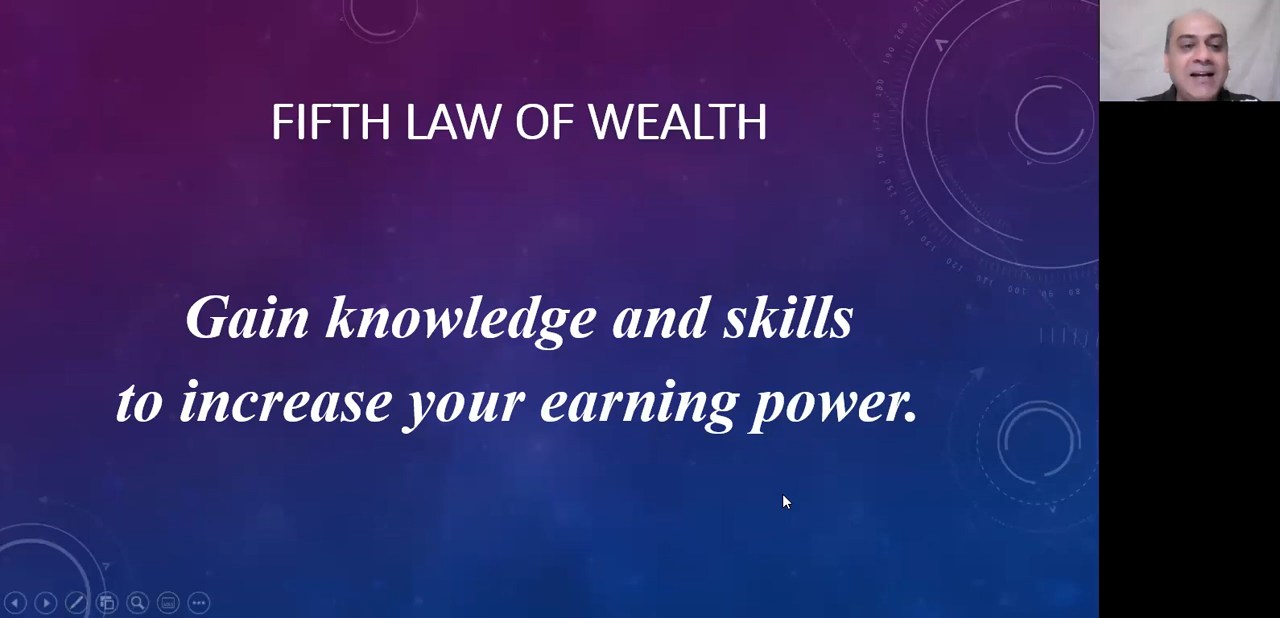 FIFTH LAW OF WEALTH
Gain knowledge and skills
to increase your earning power.